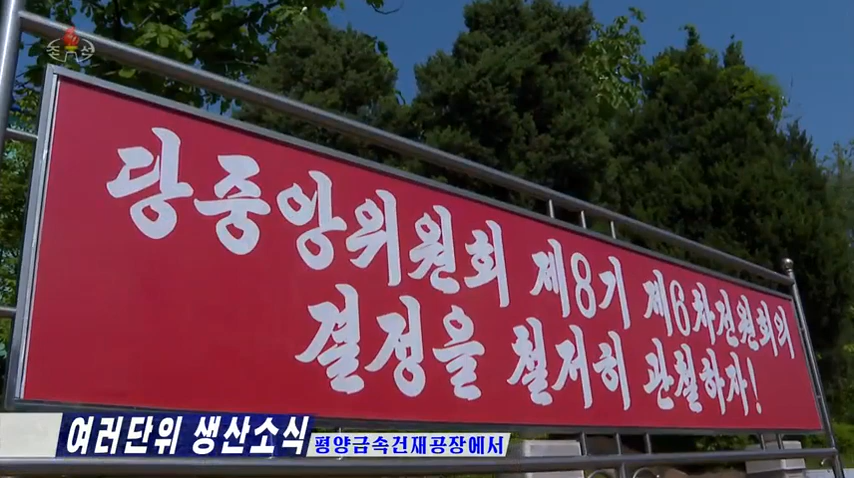 당중앙위원회 제8기 제6차전원회의
결정을 철저히 관철하자!
여러단위 생산소식 평양금속건재공장에서